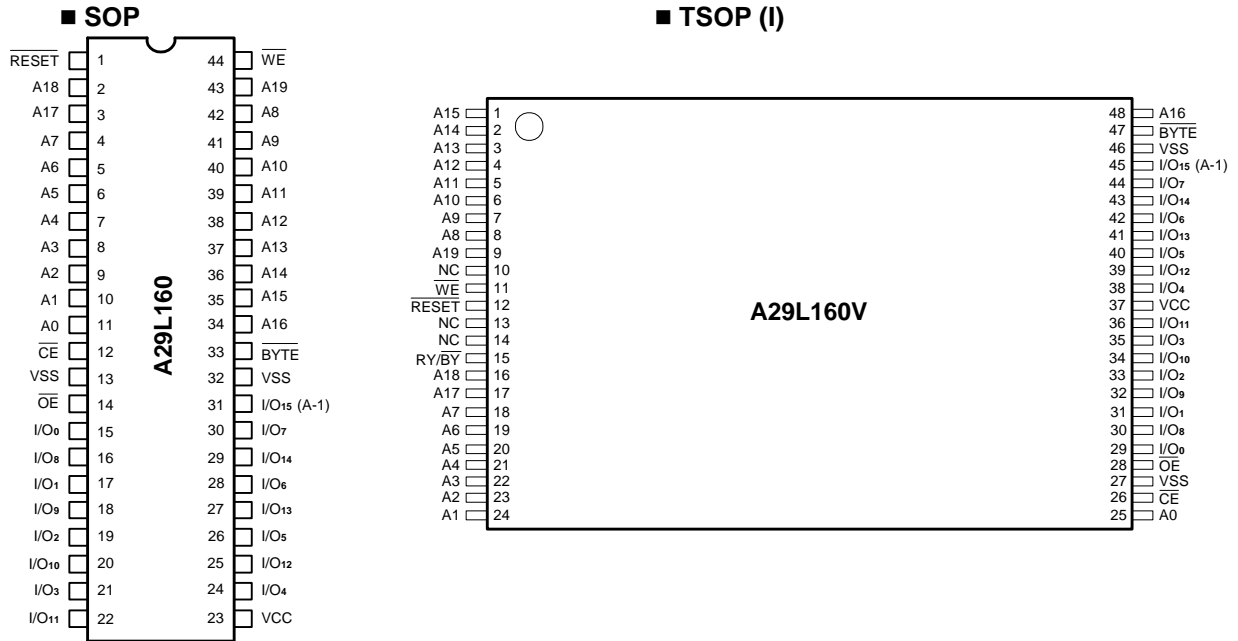 ■ SOP
RESET 1 44 WE
A18 2 43 A19
A17 3 42 A8
A7 4 41 A9
A6 5 40 A10
A5 6 39 A11
A4 7 38 A12
A3 8 37 A13
A2 9 36 A14
A1 10 35 A15
A0 11 34 A16
CE 12 33 BYTE
VSS 13 32 VSS
OE 14 31 I/O15 (A-1)
I/O0 15 30 I/O7
I/O8 16 29 I/O14
I/O1 17 28 I/O6
I/O9 18 27 I/O13
I/O2 19 26 I/O5
I/O10 20 25 I/O12
I/O3 21 24 I/O4
I/O11 22 23 VCC
A29L160
■ TSOP (I)
A15 1 48 A16
A14 2 47 BYTE
A13 3 46 VSS
A12 4 45 I/O15 (A-1)
A11 5 44 I/O7
A10 6 43 I/O14
A9 7 42 I/O6
A8 8 41 I/O13
A19 9 40 I/O5
NC 10 39 I/O12
WE 11 38 I/O4
RESET 12 37 VCC
NC 13 36 I/O11
NC 14 35 I/O3
RY/BY 15 34 I/O10
A18 16 33 I/O2
A17 17 32 I/O9
A7 18 31 I/O1
A6 19 30 I/O8
A5 20 29 I/O0
A4 21 28 OE
A3 22 27 VSS
A2 23 26 CE
A1 24 25 A0
A29L160V